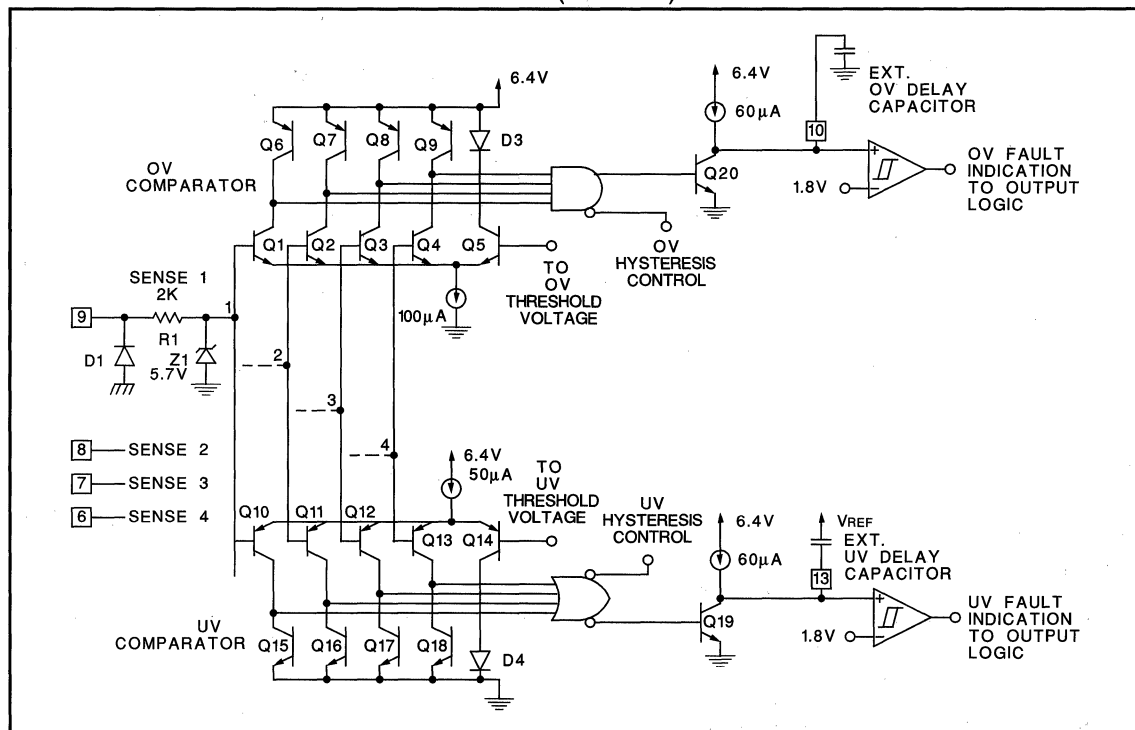 6.4V
Q6
Q7
Q8
Q9
D3
OV
COMPARATOR
Q1
Q2
Q3
Q4
Q5
TO
OV
THRESHOLD
VOLTAGE
100µA
OV
HYSTERESIS
CONTROL
6.4V
60µA
Q20
10
EXT.
OV DELAY
CAPACITOR
1.8V
+
−
OV FAULT
INDICATION
TO OUTPUT
LOGIC
SENSE 1
2K
R1
9
D1
Z1
5.7V
1
2
3
4
8 SENSE 2
7 SENSE 3
6 SENSE 4
6.4V
50µA
TO
UV
THRESHOLD
VOLTAGE
Q10
Q11
Q12
Q13
Q14
UV
HYSTERESIS
CONTROL
UV
COMPARATOR
Q15
Q16
Q17
Q18
D4
6.4V
60µA
Q19
VREF
EXT.
UV DELAY
CAPACITOR
13
1.8V
+
−
UV FAULT
INDICATION
TO OUTPUT
LOGIC